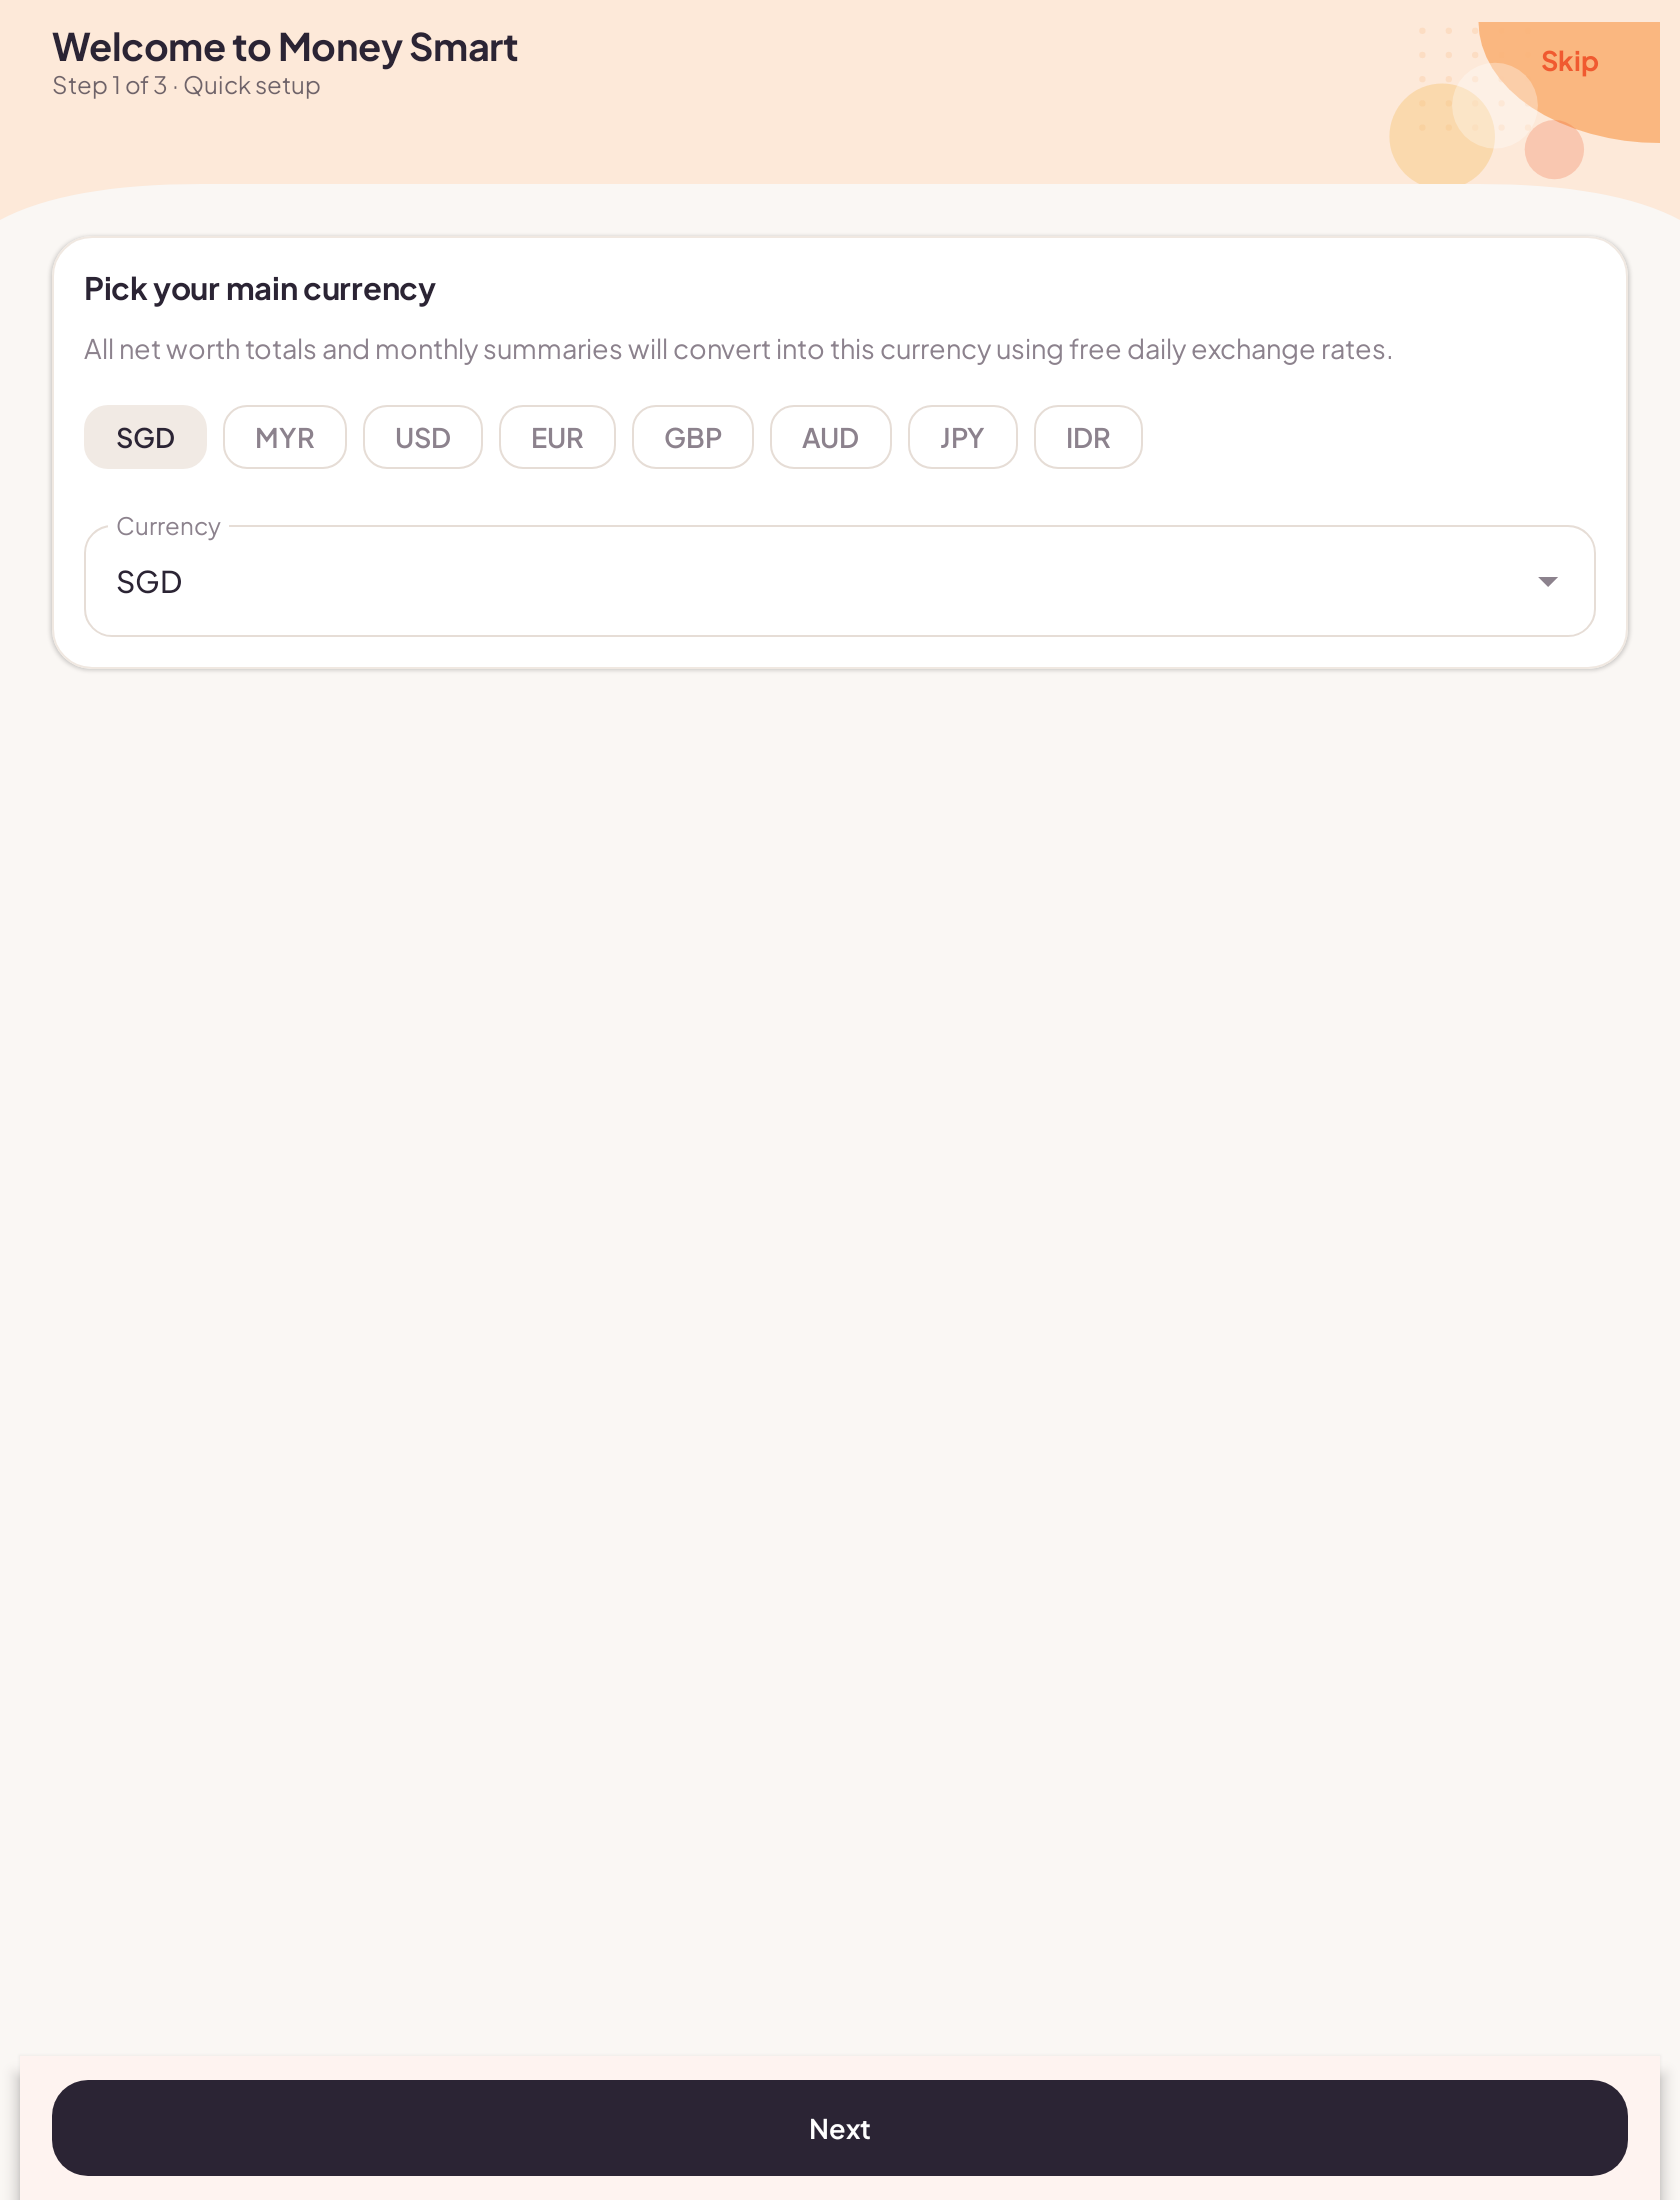 Welcome to Money Smart
Step 1 of 3 · Quick setup
Skip
Pick your main currency
All net worth totals and monthly summaries will convert into this currency using free daily exchange rates.
SGD MYR USD EUR GBP AUD JPY IDR
Currency
SGD
Next